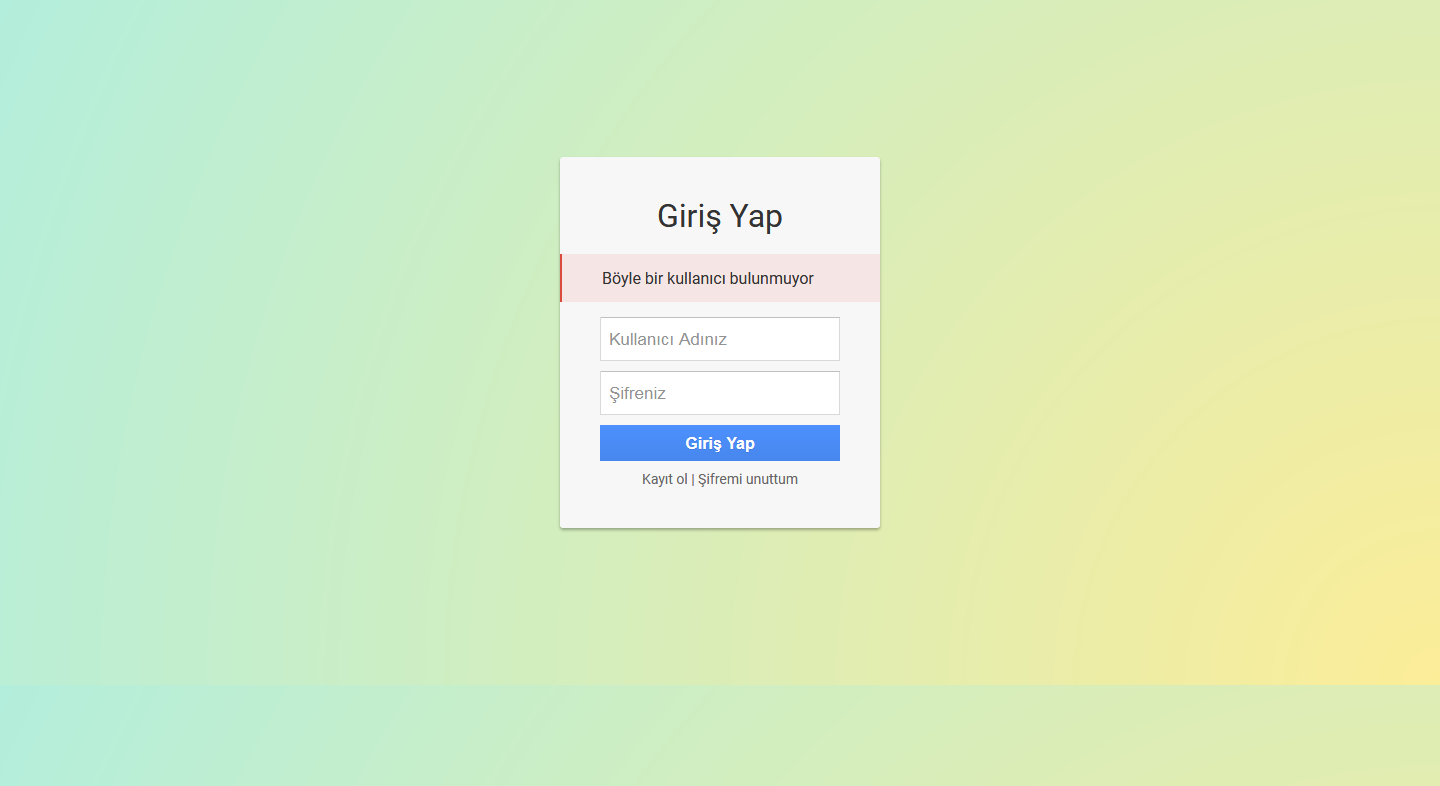 Giriş Yap
Böyle bir kullanıcı bulunmuyor
Kullanıcı Adınız
Şifreniz
Giriş Yap
Kayıt ol | Şifremi unuttum